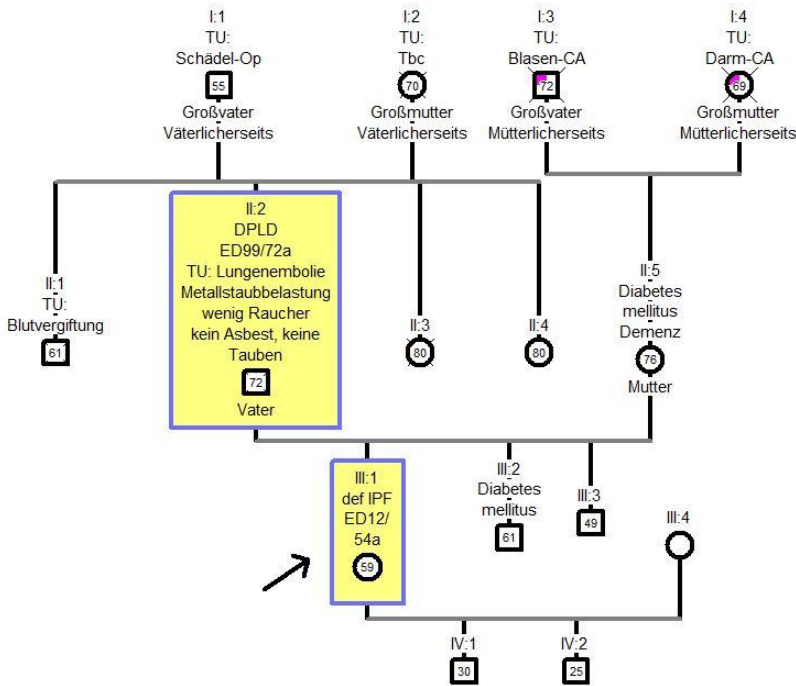 I:1
TU:
Schädel-Op
55
Großvater
Väterlicherseits
I:2
TU:
Tbc
70
Großmutter
Väterlicherseits
I:3
TU:
Blasen-CA
72
Großvater
Mütterlicherseits
I:4
TU:
Darm-CA
69
Großmutter
Mütterlicherseits
II:1
TU:
Blutvergiftung
61
II:2
DPLD
ED99/72a
TU: Lungenembolie
Metallstaubbelastung
wenig Raucher
kein Asbest, keine
Tauben
72
Vater
II:3
80
II:4
80
II:5
Diabetes
mellitus
Demenz
76
Mutter
III:1
def IPF
ED12/
54a
59
III:2
Diabetes
mellitus
61
III:3
49
III:4
IV:1
30
IV:2
25